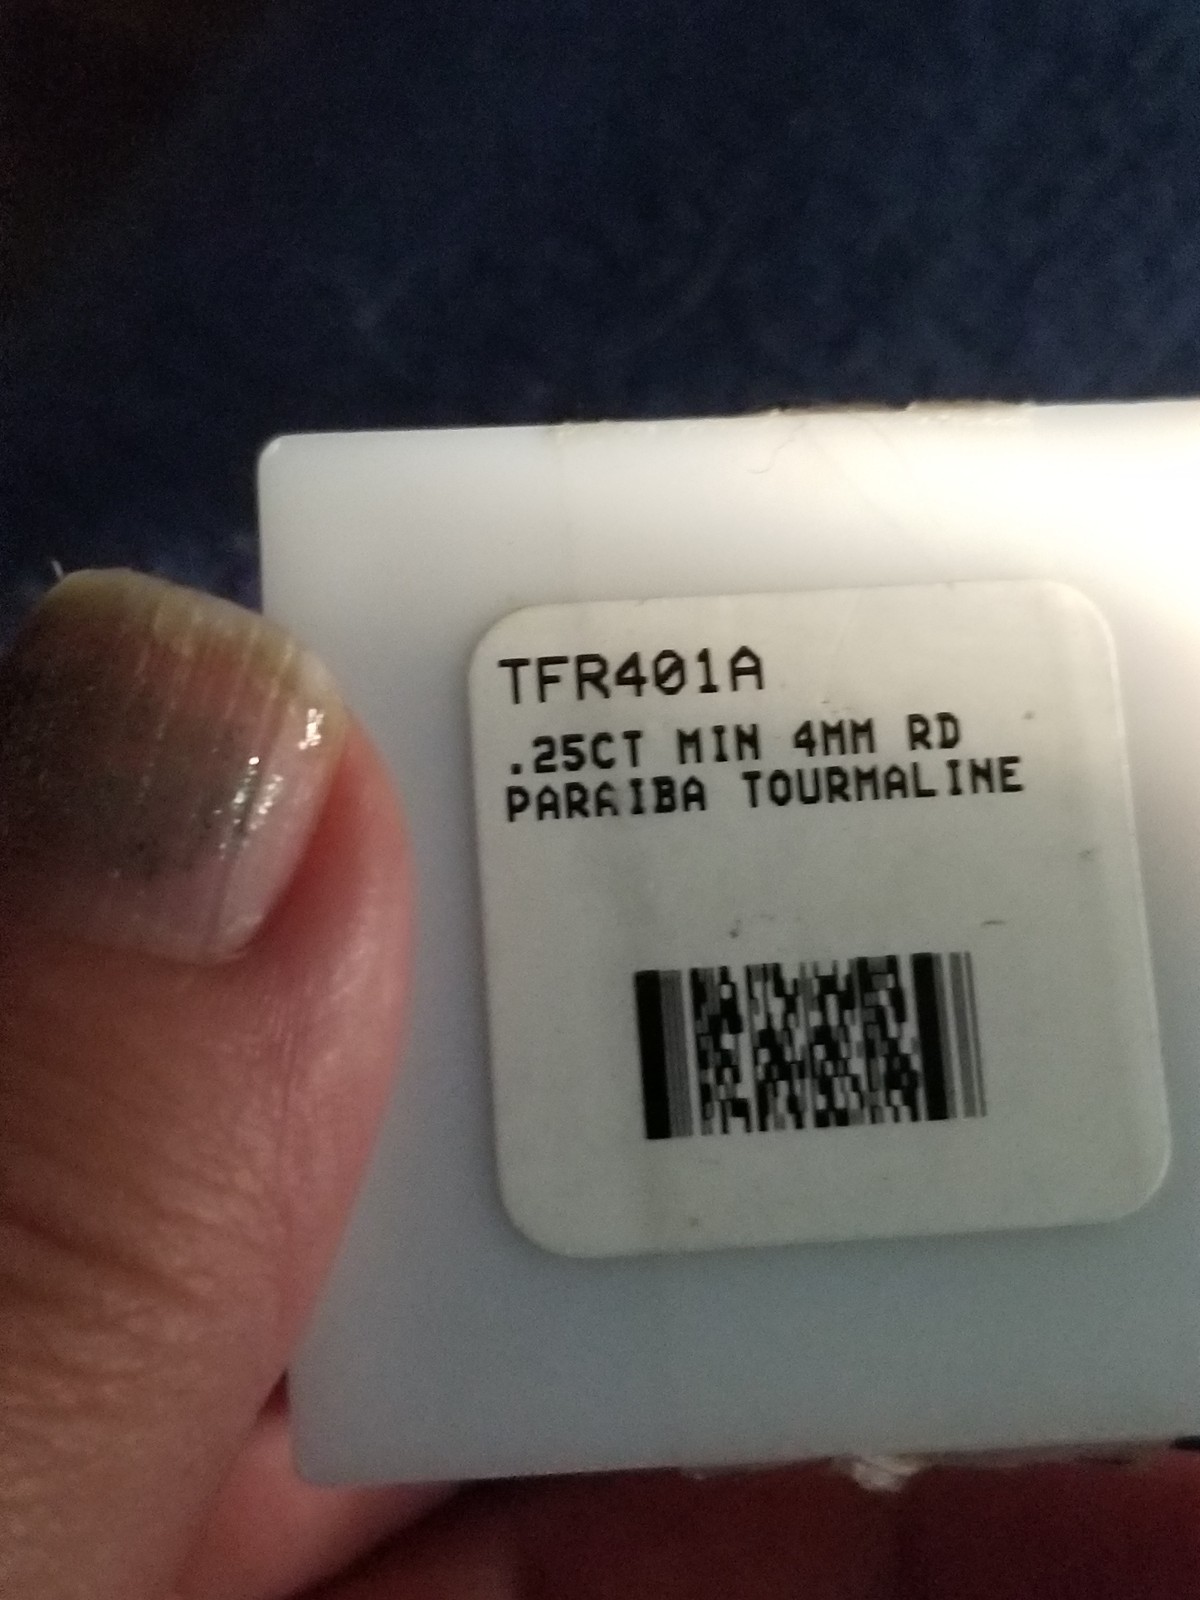 TFR401A
.25CT MIN 4MM RD
PARAIBA TOURMALINE